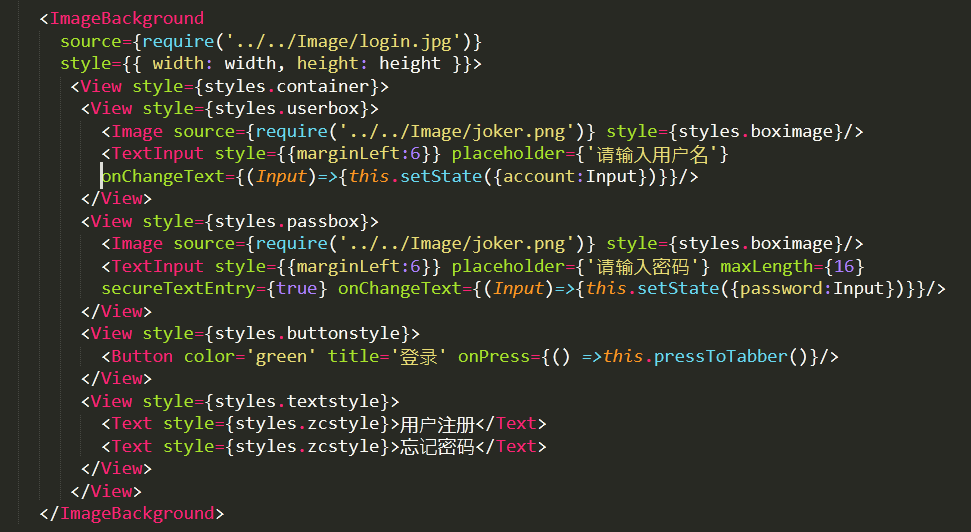 <ImageBackground
source={require('../../Image/login.jpg')}
style={{ width: width, height: height }}>
<View style={styles.container}>
<View style={styles.userbox}>
<Image source={require('../../Image/joker.png')} style={styles.boximage}/>
<TextInput style={{marginLeft:6}} placeholder={'请输入用户名'}
onChangeText={(Input)=>{this.setState({account:Input})}}/>
</View>
<View style={styles.passbox}>
<Image source={require('../../Image/joker.png')} style={styles.boximage}/>
<TextInput style={{marginLeft:6}} placeholder={'请输入密码'} maxLength={16}
secureTextEntry={true} onChangeText={(Input)=>{this.setState({password:Input})}}/>
</View>
<View style={styles.buttonstyle}>
<Button color='green' title='登录' onPress={() =>this.pressToTabber()}/>
</View>
<View style={styles.textstyle}>
<Text style={styles.zcstyle}>用户注册</Text>
<Text style={styles.zcstyle}>忘记密码</Text>
</View>
</View>
</ImageBackground>